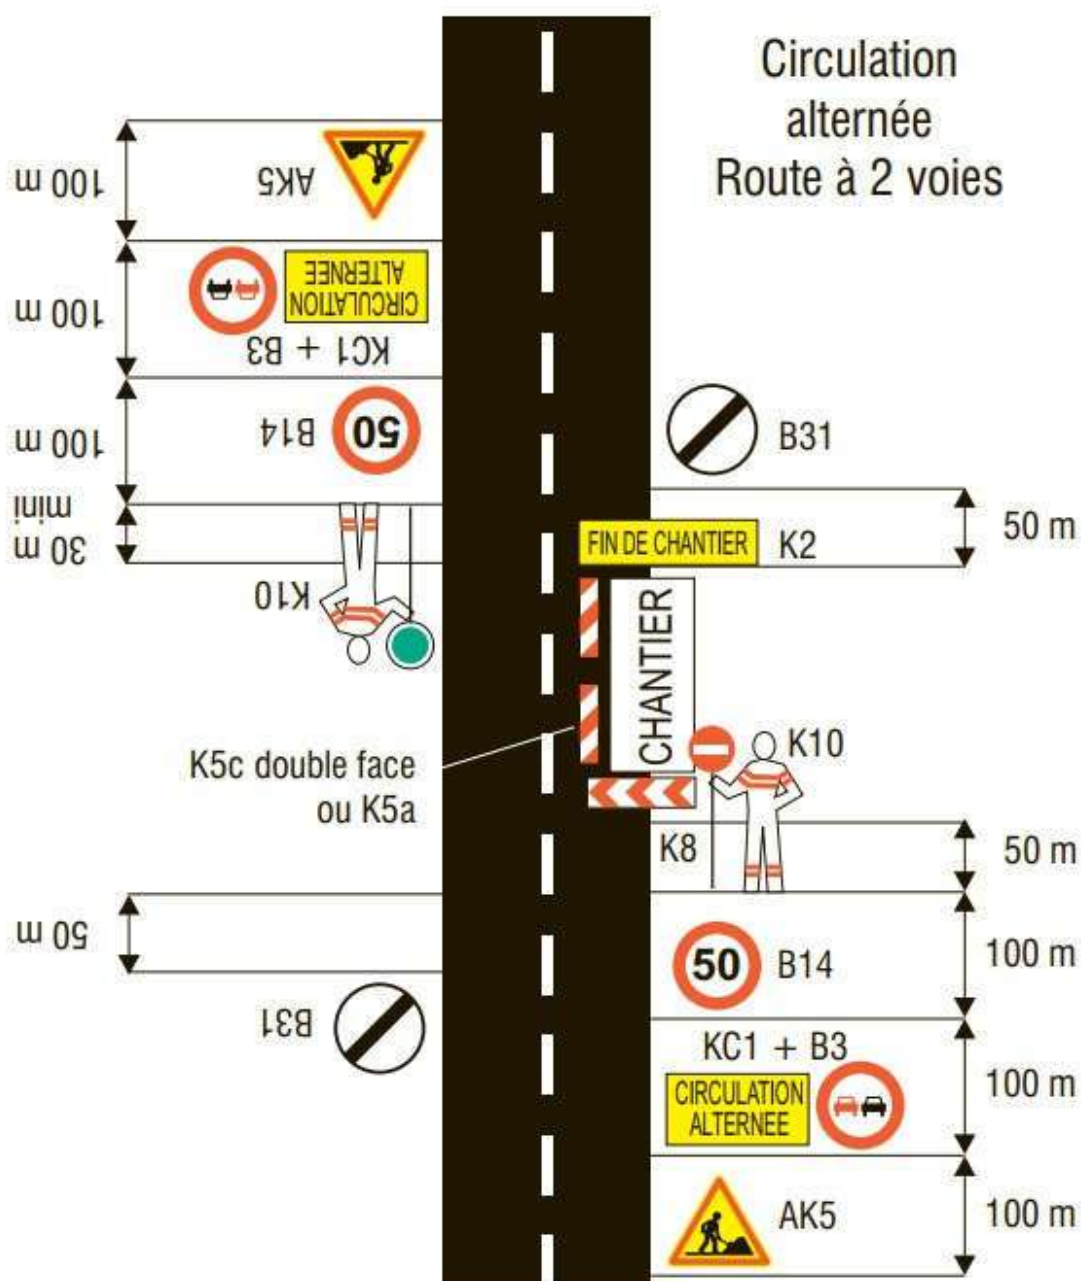 Circulation
alternée
Route à 2 voies
100 m
AK5
100 m
CIRCULATION
ALTERNEE
KC1 + B3
100 m
B14
50
mini
30 m
K10
B31
50 m
FIN DE CHANTIER
K2
CHANTIER
K10
K5c double face
ou K5a
K8
50 m
50 m
50
B14
100 m
B31
KC1 + B3
CIRCULATION
ALTERNEE
100 m
AK5
100 m